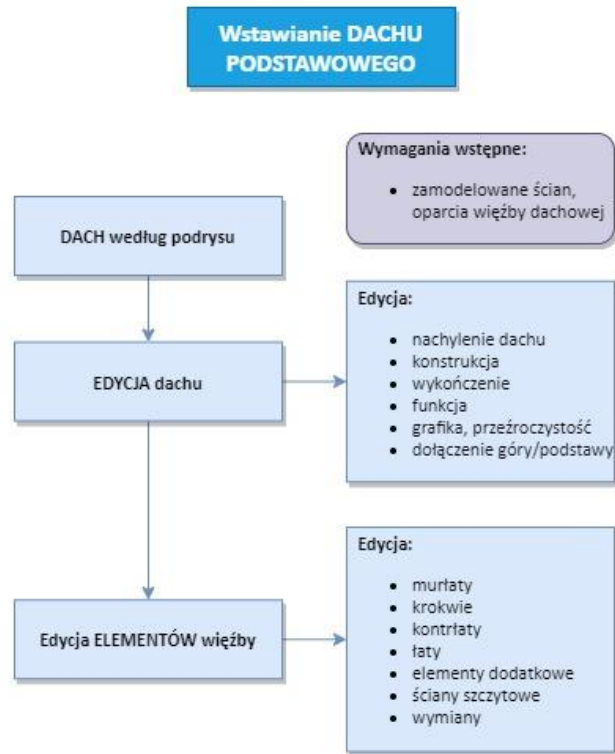 Wstawianie DACHU
PODSTAWOWEGO
Wymagania wstępne:
• zamodelowane ścian,
oparcia więźby dachowej
DACH według podrysu
Edycja:
• nachylenie dachu
• konstrukcja
• wykończenie
• funkcja
• grafika, przeźroczystość
• dołączenie góry/podstawy
EDYCJA dachu
Edycja:
• murłaty
• krokwie
• kontrłaty
• łaty
• elementy dodatkowe
• ściany szczytowe
• wymiany
Edycja ELEMENTÓW więźby